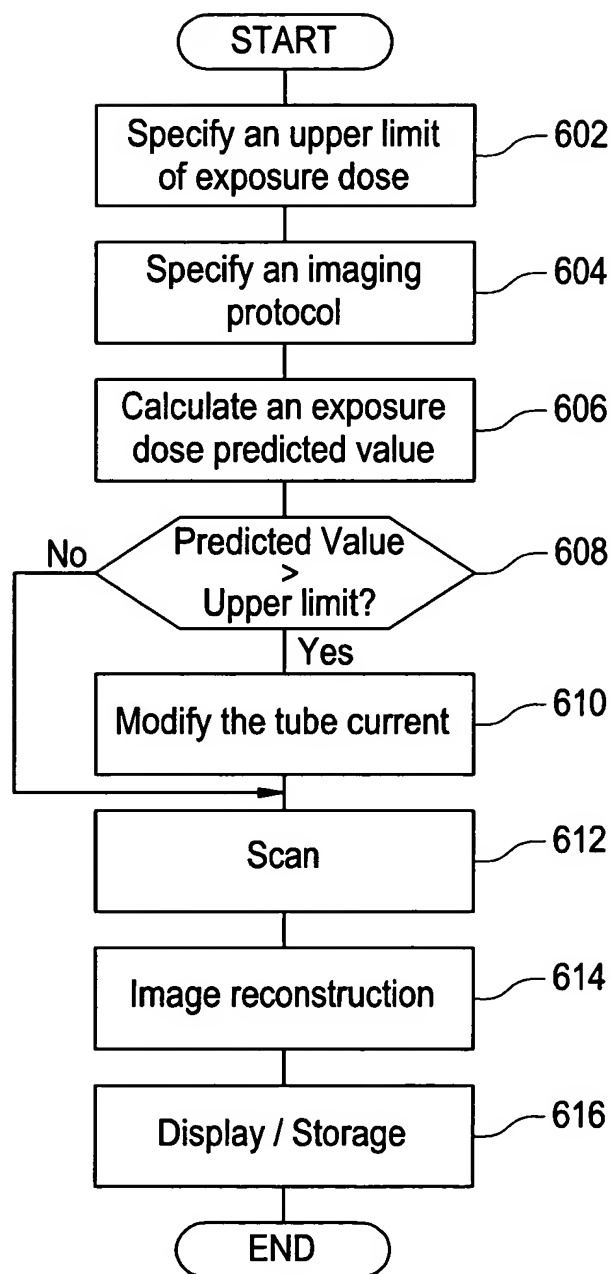 START
Specify an upper limit
of exposure dose
602
Specify an imaging
protocol
604
Calculate an exposure
dose predicted value
606
No
Predicted Value
>
Upper limit?
608
Yes
Modify the tube current
610
Scan
612
Image reconstruction
614
Display / Storage
616
END